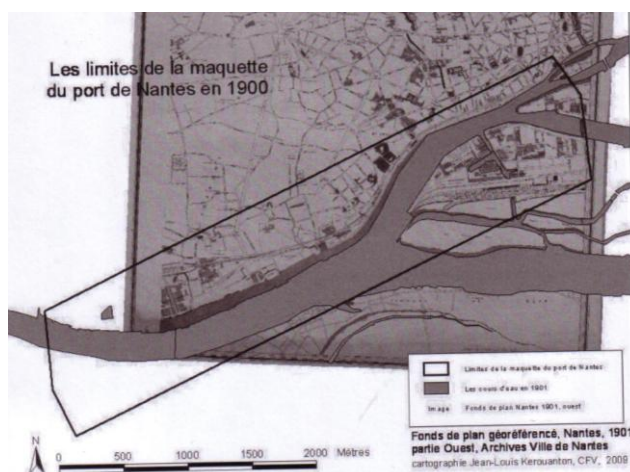 Les limites de la maquette
du port de Nantes en 1900
Limites de la maquette du port de Nantes
Les cours d'eau en 1901
Image Fonds de plan Nantes 1901, ouest
N
0 500 1000 1500 2000 Mètres
Fonds de plan géoréférencé, Nantes, 1901
partie Ouest, Archives Ville de Nantes
cartographie Jean-Louis Kerouanton, CFV, 2009